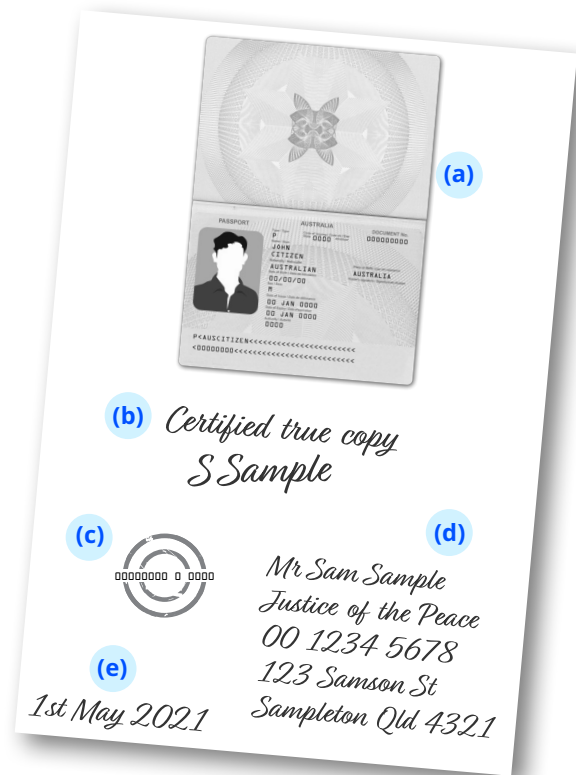 (a)
PASSPORT
AUSTRALIA
DOCUMENT No.
P
0000
000000000
JOHN
CITIZEN
AUSTRALIAN
AUSTRALIA
00/00/00
M
00 JAN 0000
00 JAN 0000
0000
P<AUSCITIZEN<<<<<<<<<<<<<<<<<<<<<<<
<00000000<<<<<<<<<<<<<<<<<<<<<<<<<<
(b)
Certified true copy
S Sample
(c)
00000000 0 0000
(d)
Mr Sam Sample
Justice of the Peace
00 1234 5678
123 Samson St
Sampleton Qld 4321
(e)
1st May 2021